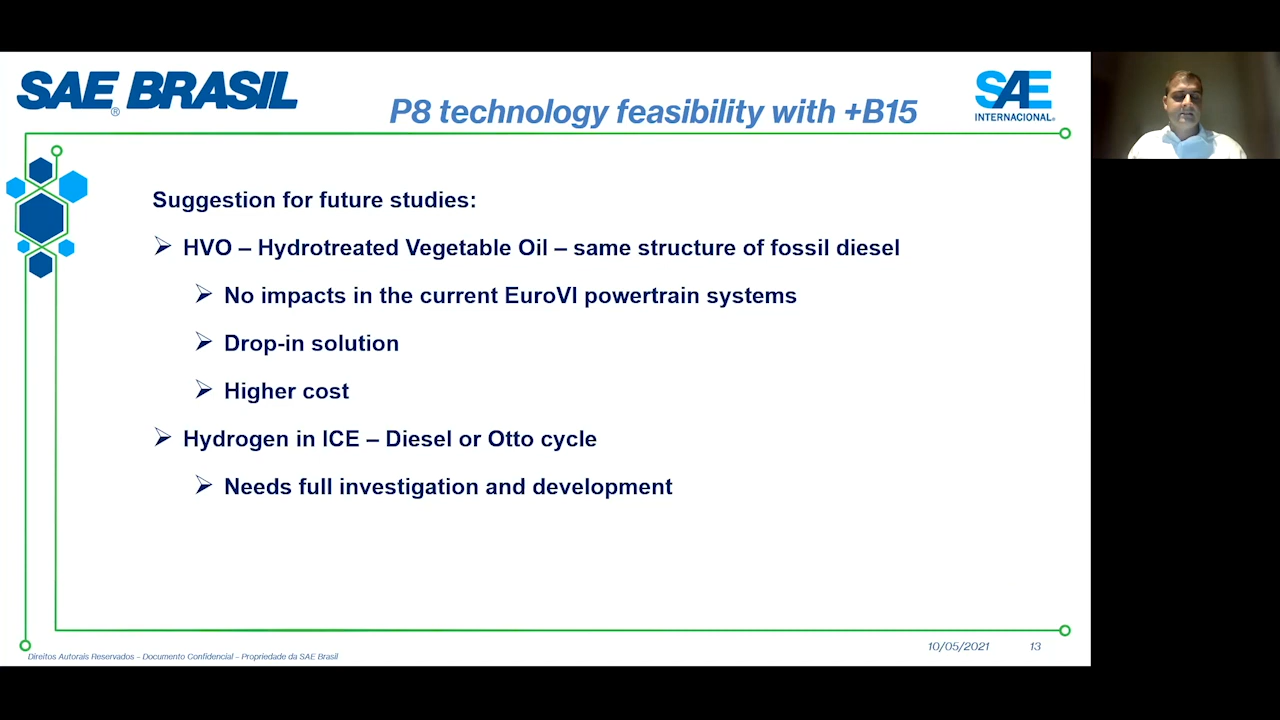 SAE BRASIL
®
P8 technology feasibility with +B15
SAE
INTERNACIONAL®
Suggestion for future studies:
➢ HVO – Hydrotreated Vegetable Oil – same structure of fossil diesel
➢ No impacts in the current EuroVI powertrain systems
➢ Drop-in solution
➢ Higher cost
➢ Hydrogen in ICE – Diesel or Otto cycle
➢ Needs full investigation and development
10/05/2021 13
Direitos Autorais Reservados – Documento Confidencial – Propriedade da SAE Brasil